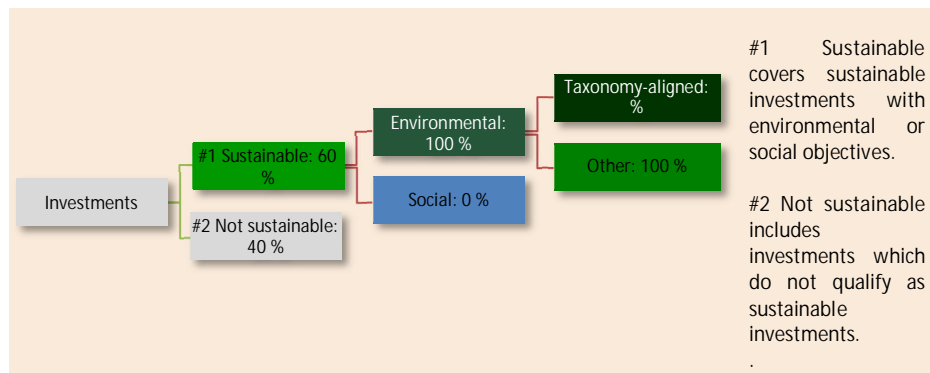 Investments
#1 Sustainable: 60
%
#2 Not sustainable:
40 %
Environmental:
100 %
Social: 0 %
Taxonomy-aligned:
%
Other: 100 %
#1 Sustainable
covers sustainable
investments with
environmental or
social objectives.
#2 Not sustainable
includes
investments which
do not qualify as
sustainable
investments.
.